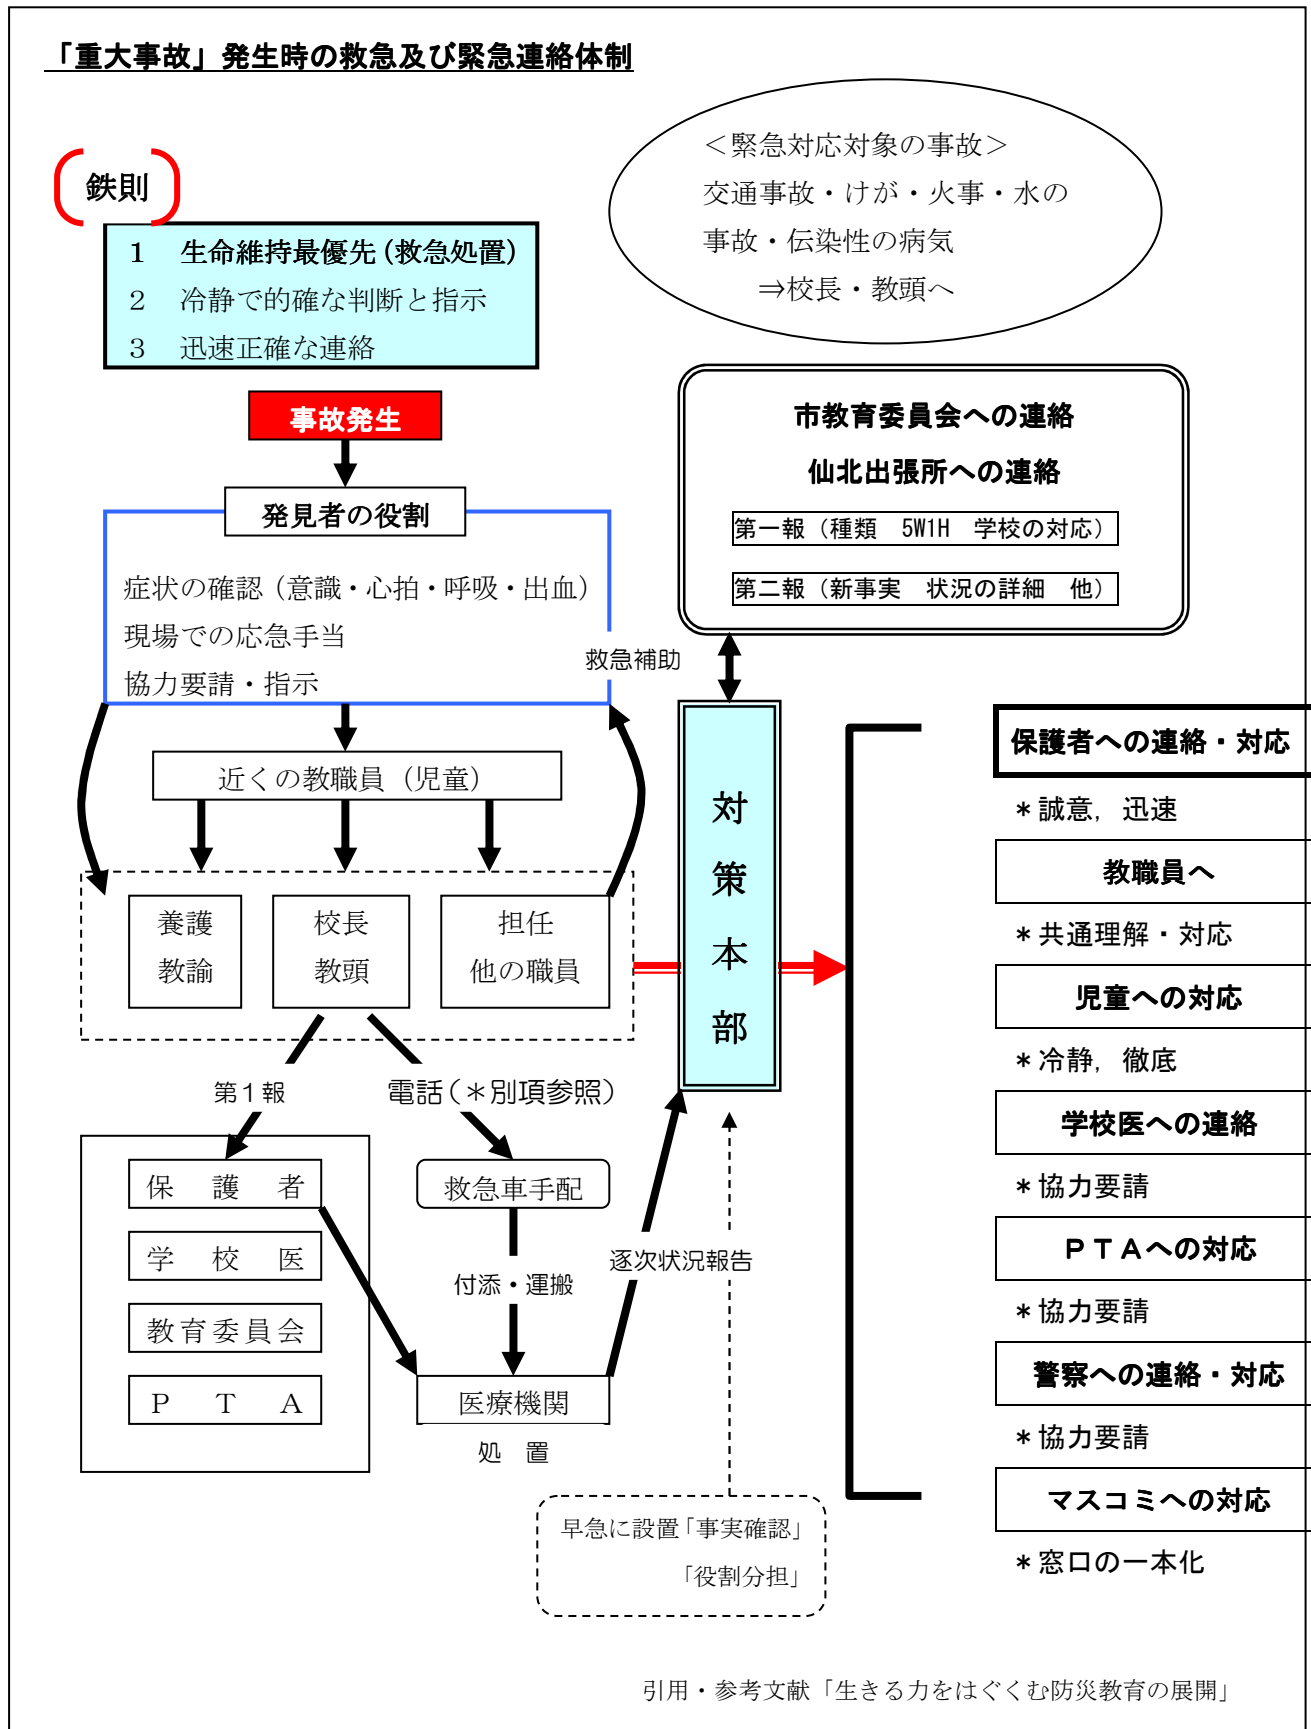 「重大事故」発生時の救急及び緊急連絡体制
＜緊急対応対象の事故＞
交通事故・けが・火事・水の
事故・伝染性の病気
⇒校長・教頭へ
鉄則
1　生命維持最優先（救急処置）
2　冷静で的確な判断と指示
3　迅速正確な連絡
事故発生
発見者の役割
症状の確認（意識・心拍・呼吸・出血）
現場での応急手当
協力要請・指示
市教育委員会への連絡
仙北出張所への連絡
第一報（種類　5W1H　学校の対応）
第二報（新事実　状況の詳細　他）
救急補助
近くの教職員（児童）
養護
教諭
校長
教頭
担任
他の職員
対
策
本
部
第１報
電話（＊別項参照）
保　護　者
学　校　医
教育委員会
Ｐ　Ｔ　Ａ
救急車手配
付添・運搬
医療機関
処　置
逐次状況報告
早急に設置「事実確認」
「役割分担」
保護者への連絡・対応
＊誠意，迅速
教職員へ
＊共通理解・対応
児童への対応
＊冷静，徹底
学校医への連絡
＊協力要請
ＰＴＡへの対応
＊協力要請
警察への連絡・対応
＊協力要請
マスコミへの対応
＊窓口の一本化
引用・参考文献「生きる力をはぐくむ防災教育の展開」